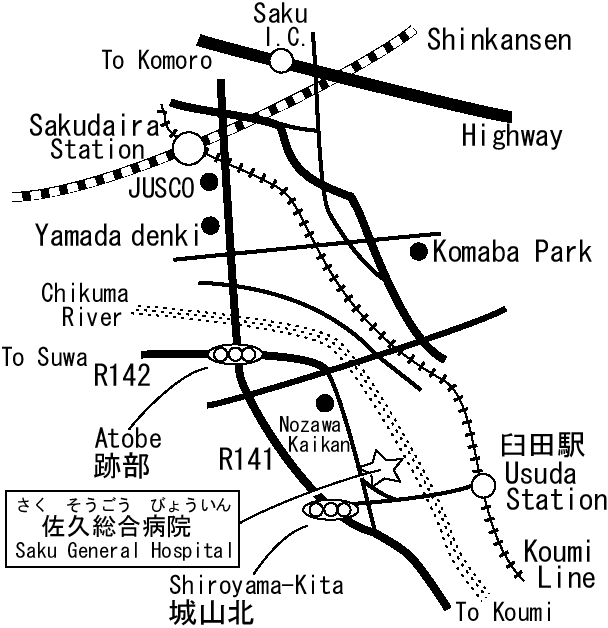 Saku
I.C.
Shinkansen
To Komoro
Sakudaira
Station
Highway
JUSCO
Yamada denki
Komaba Park
Chikuma
River
To Suwa
R142
Nozawa
Kaikan
Atobe
跡部
R141
臼田駅
Usuda
Station
さく そうごう びょういん
佐久総合病院
Saku General Hospital
Koumi
Line
Shiroyama-Kita
城山北
To Koumi